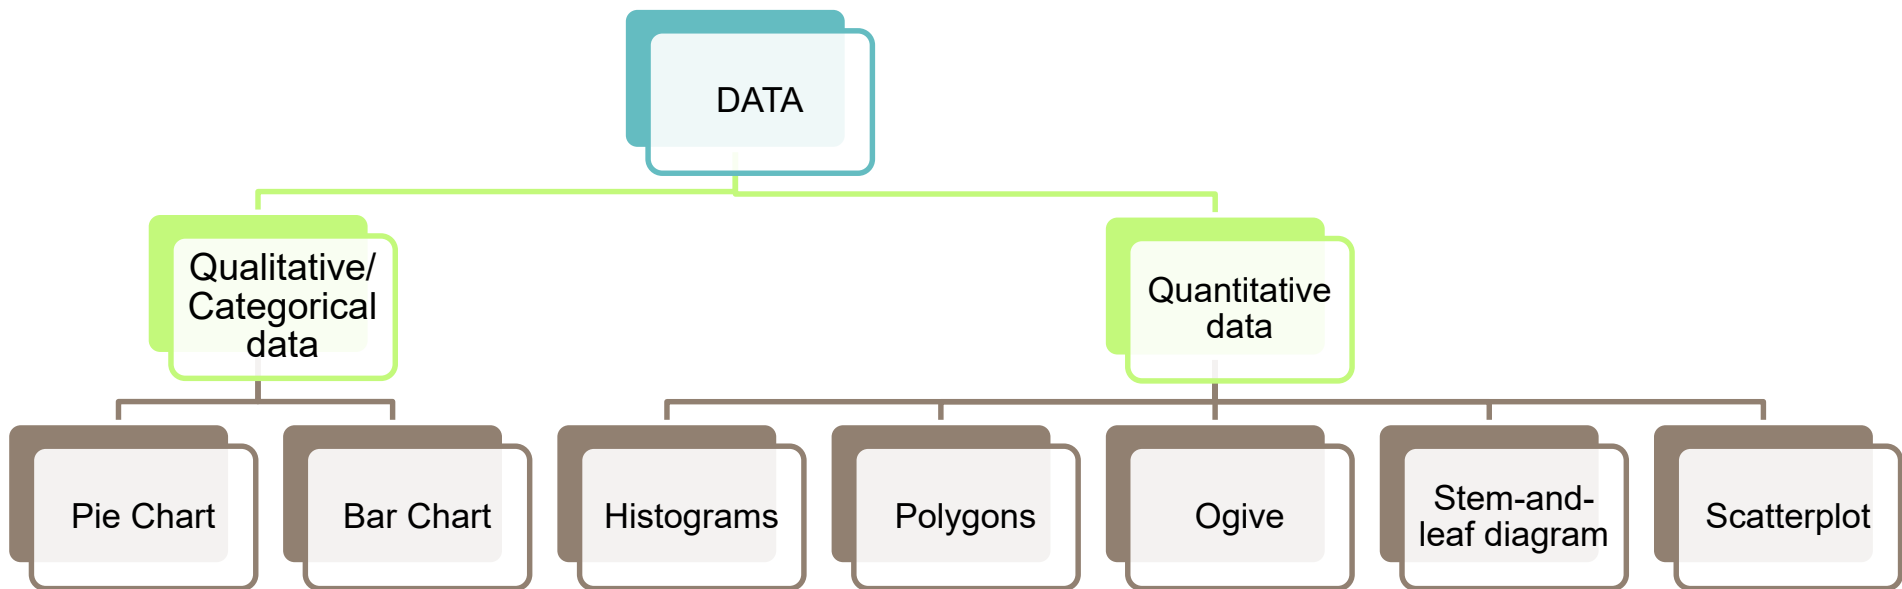 DATA
Qualitative/
Categorical
data
Quantitative
data
Pie Chart
Bar Chart
Histograms
Polygons
Ogive
Stem-and-
leaf diagram
Scatterplot